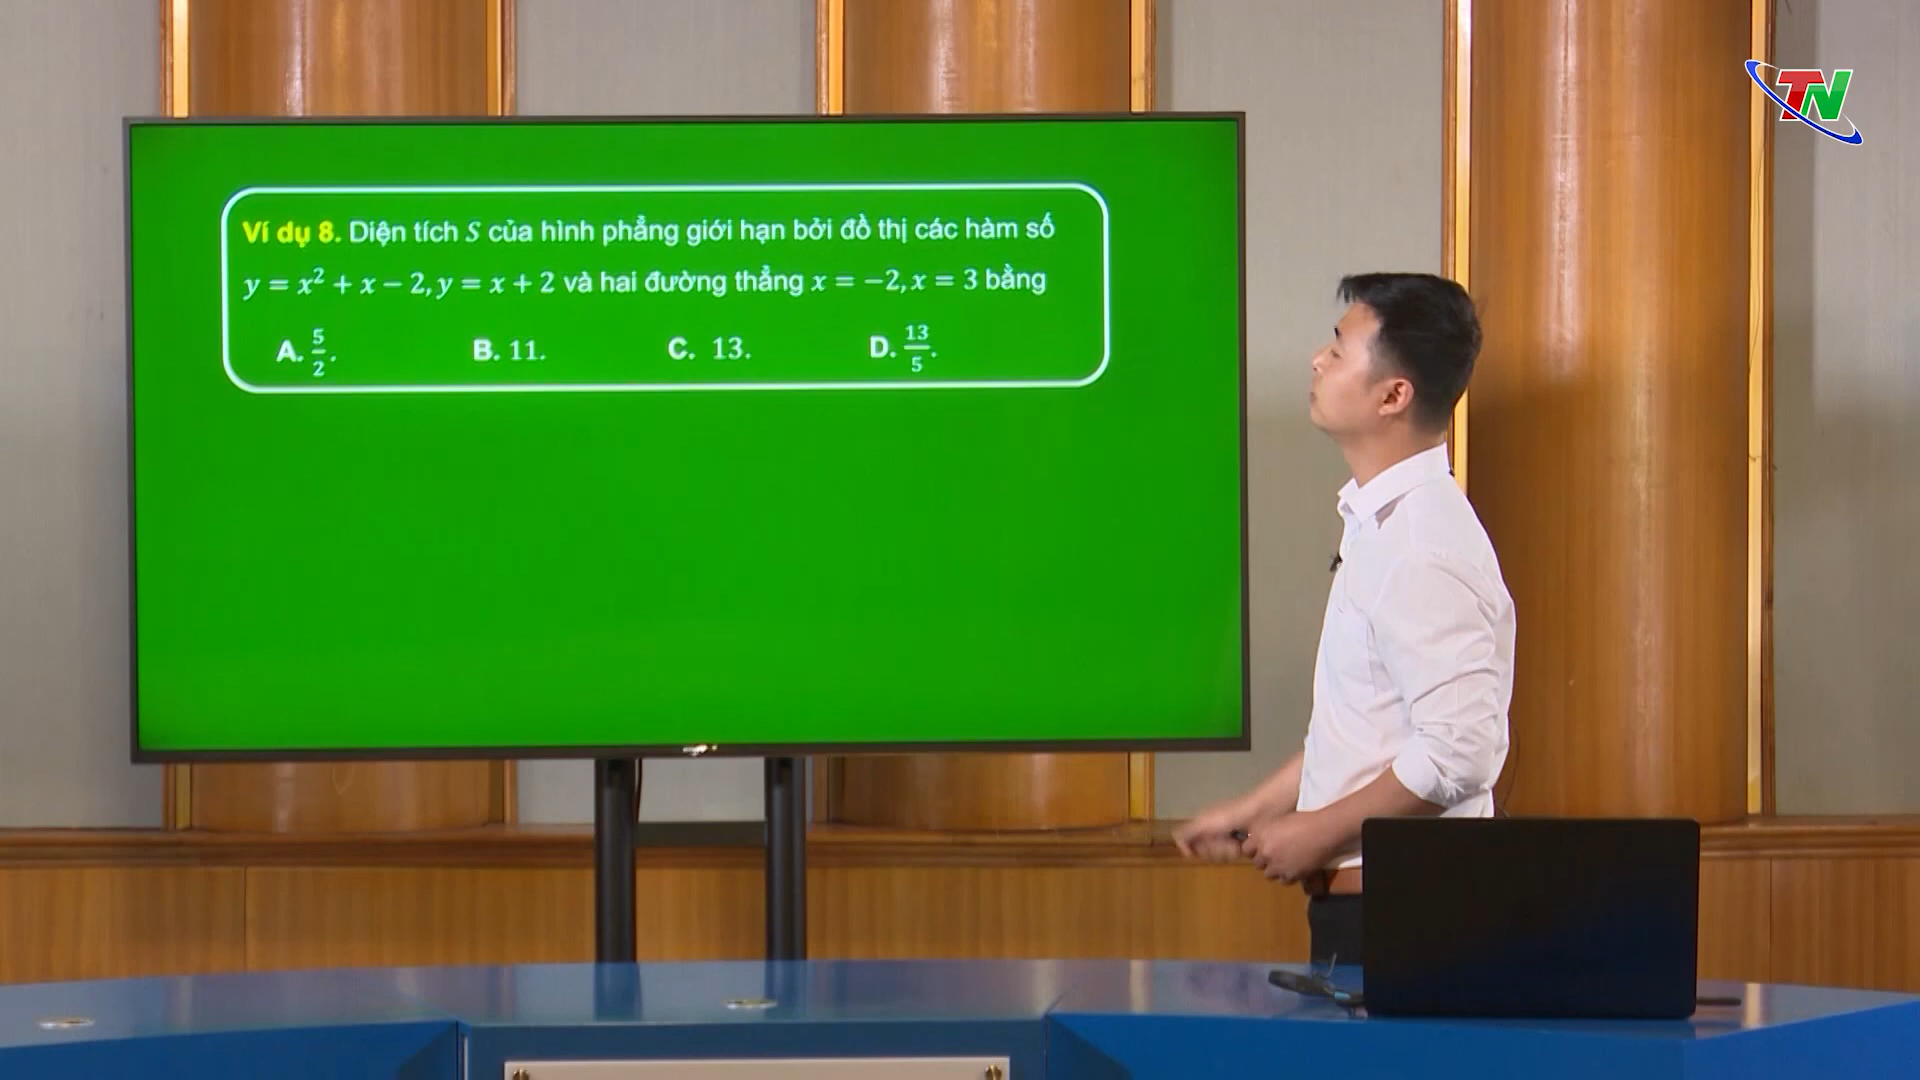 TN
Ví dụ 8. Diện tích S của hình phẳng giới hạn bởi đồ thị các hàm số
y = x² + x − 2, y = x + 2 và hai đường thẳng x = −2, x = 3 bằng
A. 5/2. B. 11. C. 13. D. 13/5.